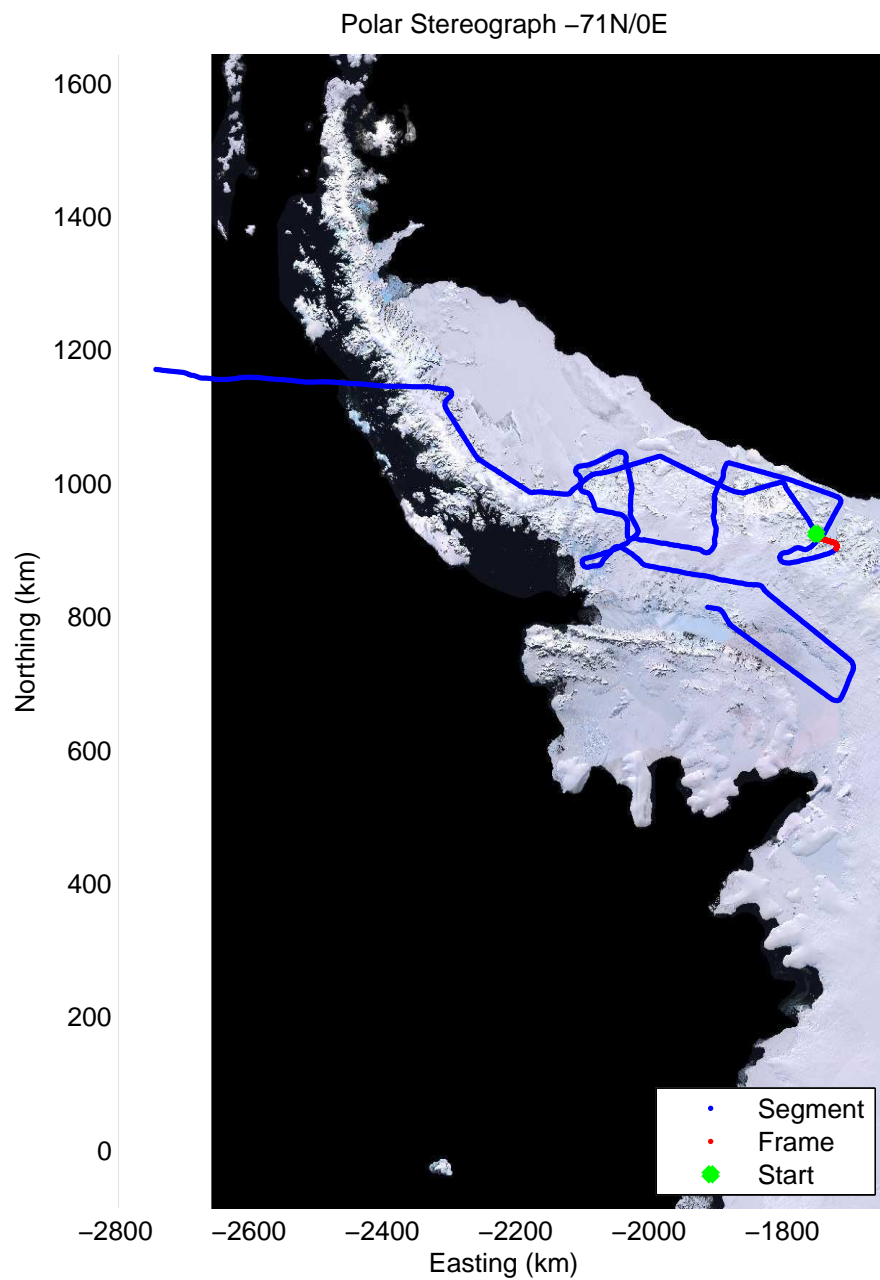 Polar Stereograph −71N/0E
1600
1400
1200
1000
800
600
400
200
0
Northing (km)
−2800 −2600 −2400 −2200 −2000 −1800
Easting (km)
Segment
Frame
Start